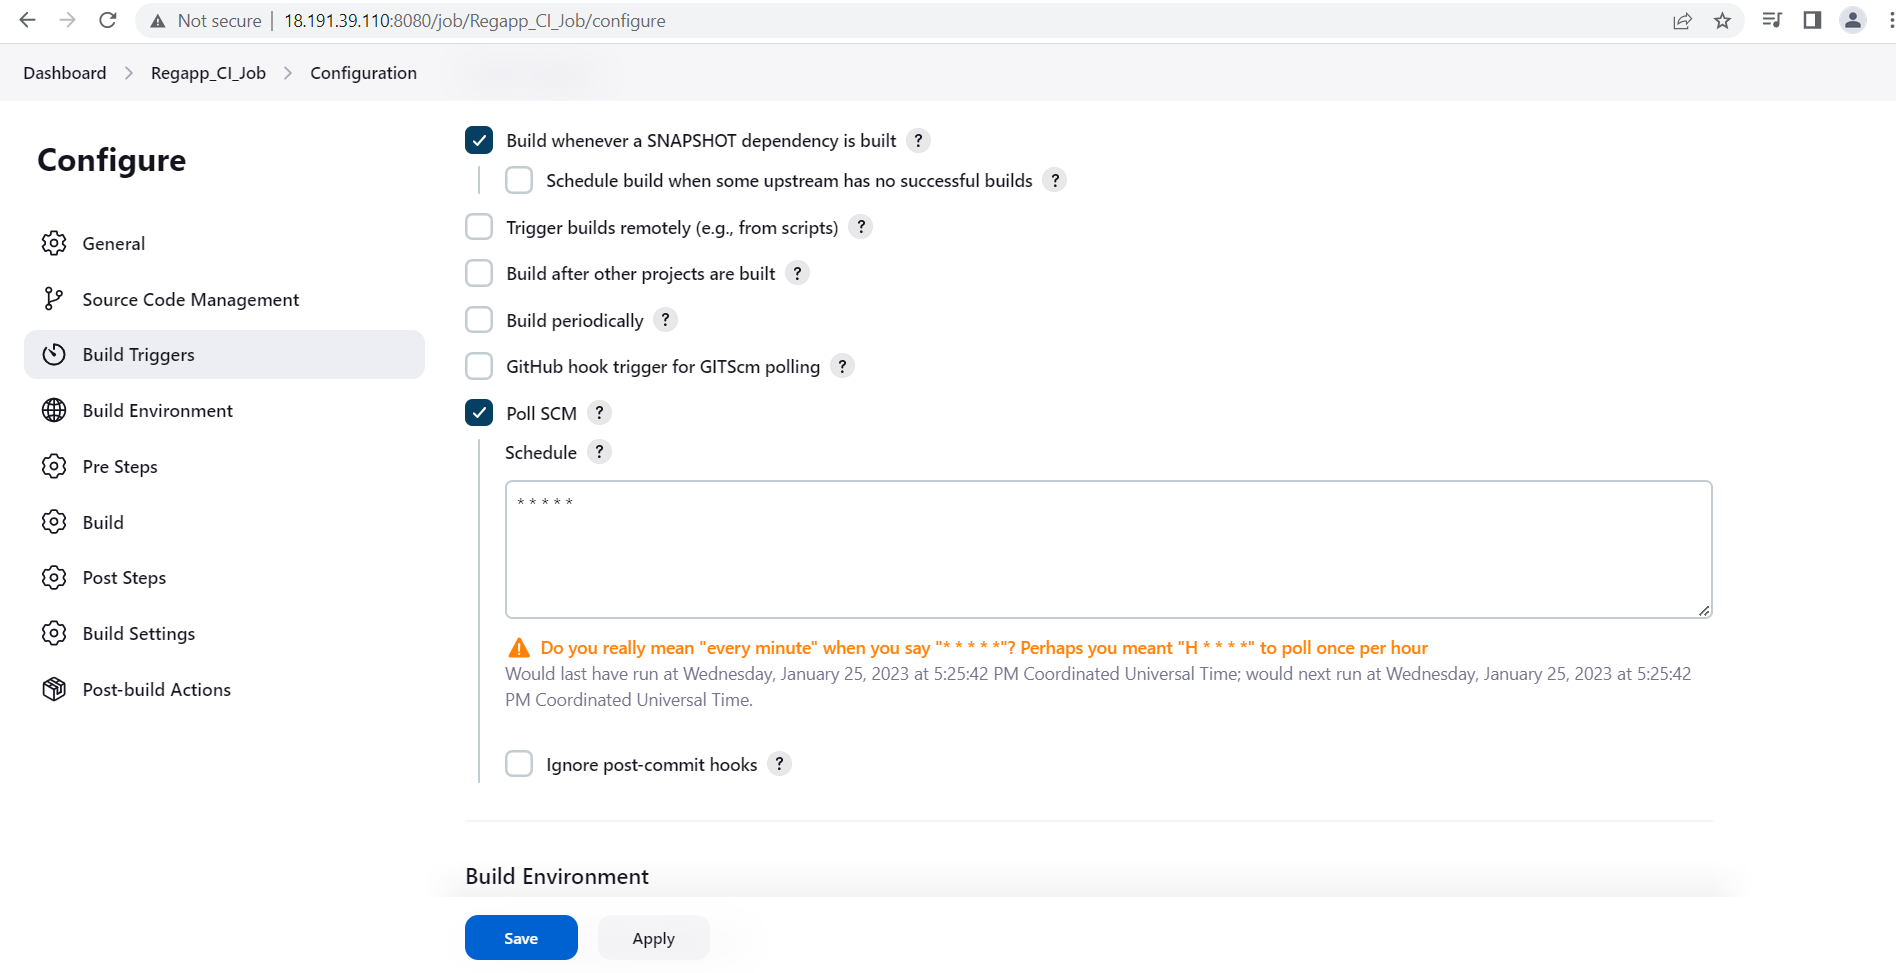 Not secure | 18.191.39.110:8080/job/Regapp_CI_Job/configure
Dashboard > Regapp_CI_Job > Configuration
Configure
General
Source Code Management
Build Triggers
Build Environment
Pre Steps
Build
Post Steps
Build Settings
Post-build Actions
Build whenever a SNAPSHOT dependency is built ?
Schedule build when some upstream has no successful builds ?
Trigger builds remotely (e.g., from scripts) ?
Build after other projects are built ?
Build periodically ?
GitHub hook trigger for GITScm polling ?
Poll SCM ?
Schedule ?
* * * * *
Do you really mean "every minute" when you say "* * * * *"? Perhaps you meant "H * * * *" to poll once per hour
Would last have run at Wednesday, January 25, 2023 at 5:25:42 PM Coordinated Universal Time; would next run at Wednesday, January 25, 2023 at 5:25:42
PM Coordinated Universal Time.
Ignore post-commit hooks ?
Build Environment
Save
Apply